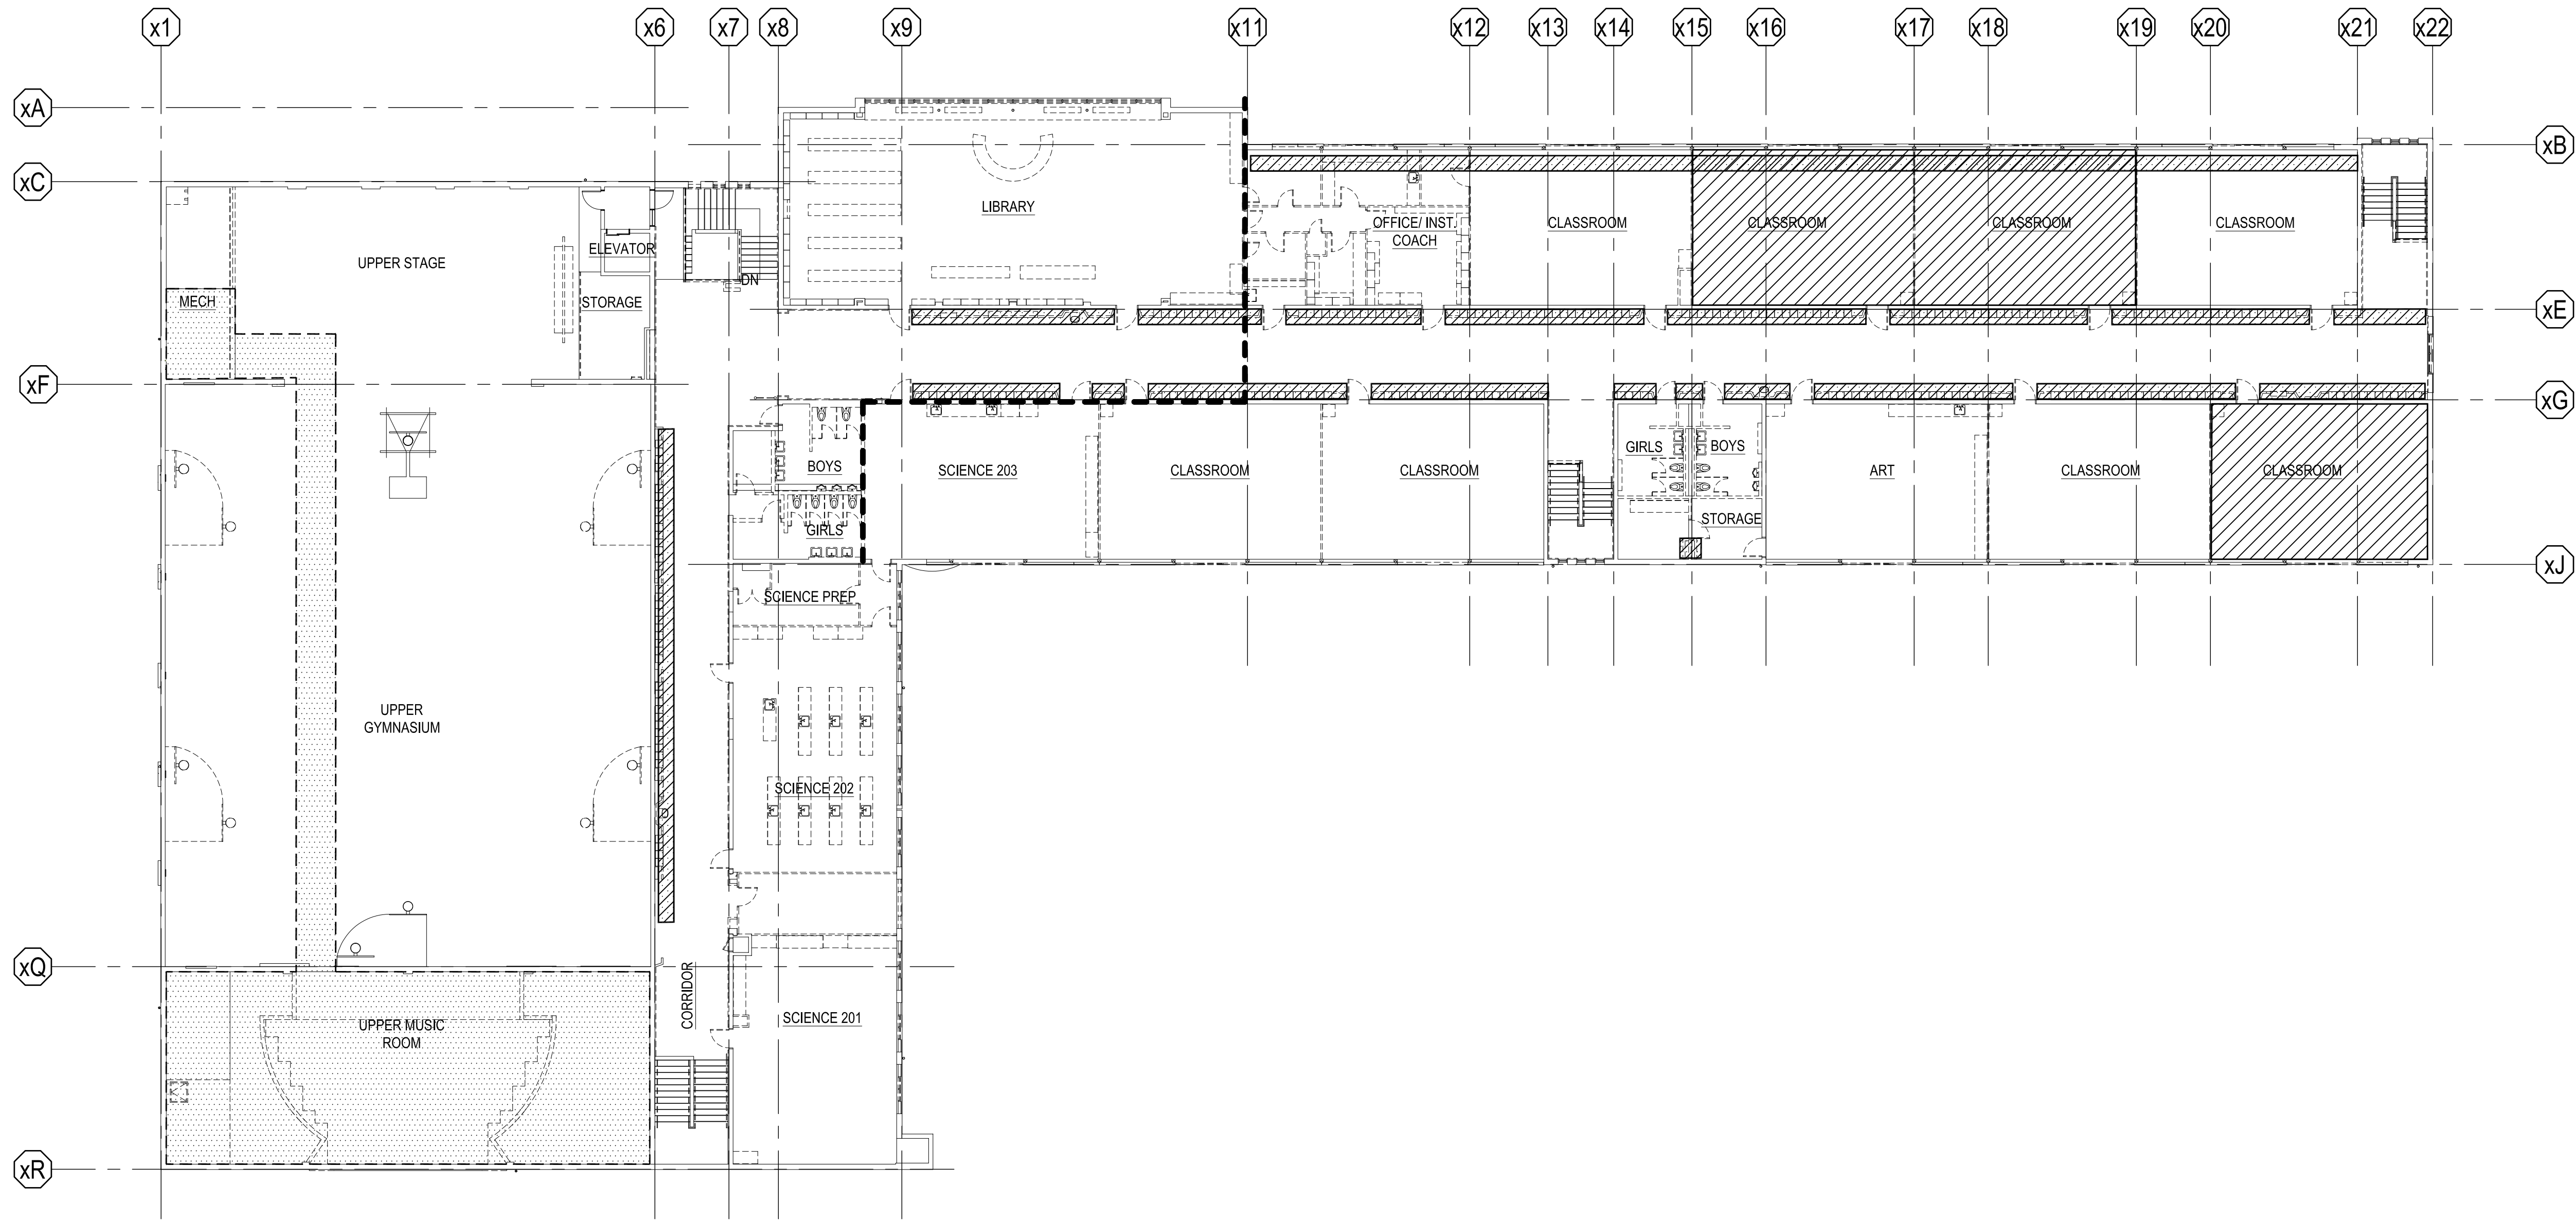 x1
x6
x7
x8
x9
x11
x12
x13
x14
x15
x16
x17
x18
x19
x20
x21
x22
xA
xB
xC
LIBRARY
OFFICE/ INST.
COACH
CLASSROOM
CLASSROOM
CLASSROOM
CLASSROOM
ELEVATOR
UPPER STAGE
DN
MECH
STORAGE
xE
xF
xG
BOYS
SCIENCE 203
CLASSROOM
CLASSROOM
GIRLS
BOYS
ART
CLASSROOM
CLASSROOM
GIRLS
STORAGE
xJ
SCIENCE PREP
UPPER
GYMNASIUM
SCIENCE 202
xQ
CORRIDOR
SCIENCE 201
UPPER MUSIC
ROOM
xR